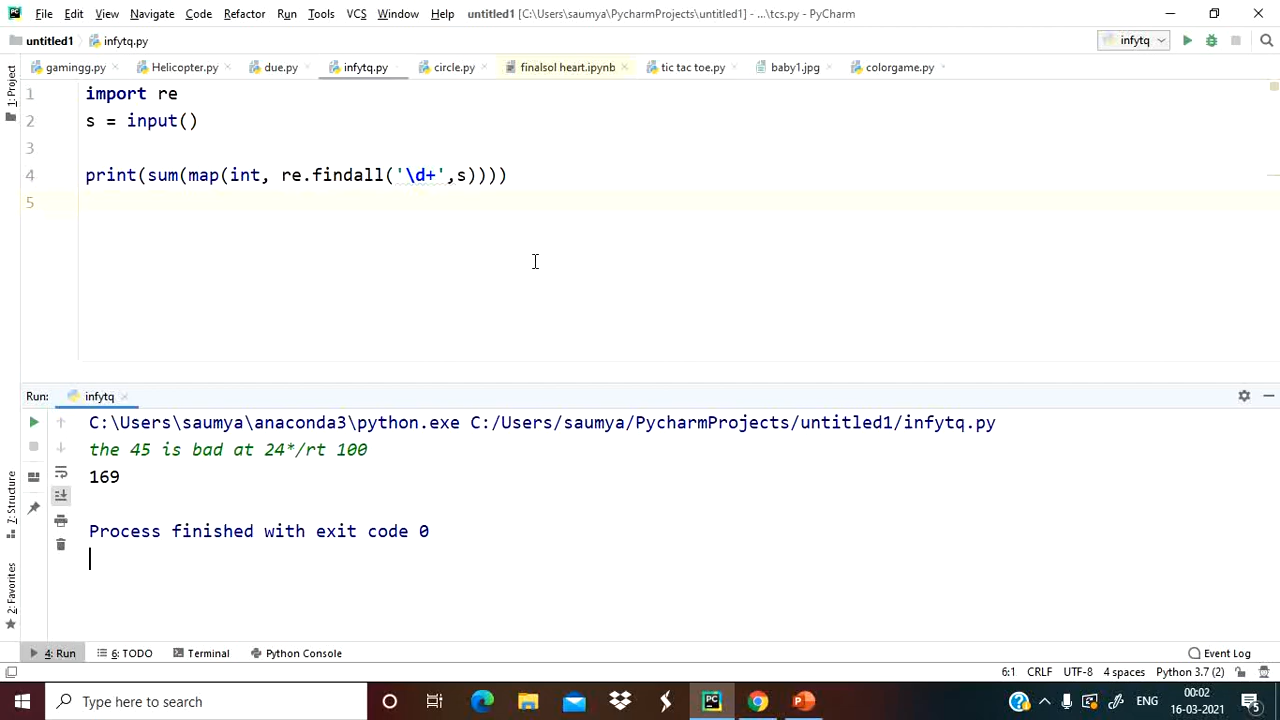 File Edit View Navigate Code Refactor Run Tools VCS Window Help untitled1 [C:\Users\saumya\PycharmProjects\untitled1] - ...\tcs.py - PyCharm
untitled1 infytq.py infytq
gamingg.py Helicopter.py due.py infytq.py circle.py finalsol heart.ipynb tic tac toe.py baby1.jpg colorgame.py
1: Project
1 import re
2 s = input()
3
4 print(sum(map(int, re.findall('\d+',s))))
5
Run: infytq
C:\Users\saumya\anaconda3\python.exe C:/Users/saumya/PycharmProjects/untitled1/infytq.py
the 45 is bad at 24*/rt 100
169
Process finished with exit code 0
7: Structure
2: Favorites
4: Run 6: TODO Terminal Python Console Event Log
6:1 CRLF UTF-8 4 spaces Python 3.7 (2)
Type here to search ENG 00:02
16-03-2021 5